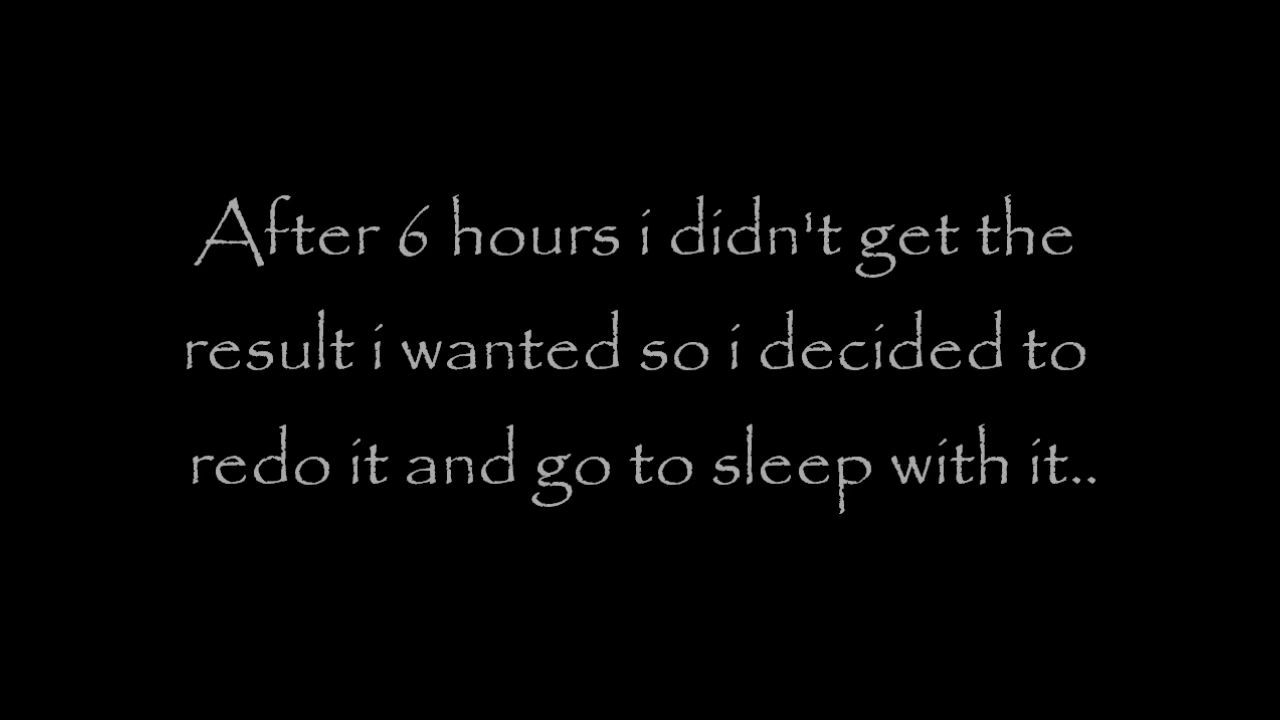 After 6 hours i didn't get the
result i wanted so i decided to
redo it and go to sleep with it..